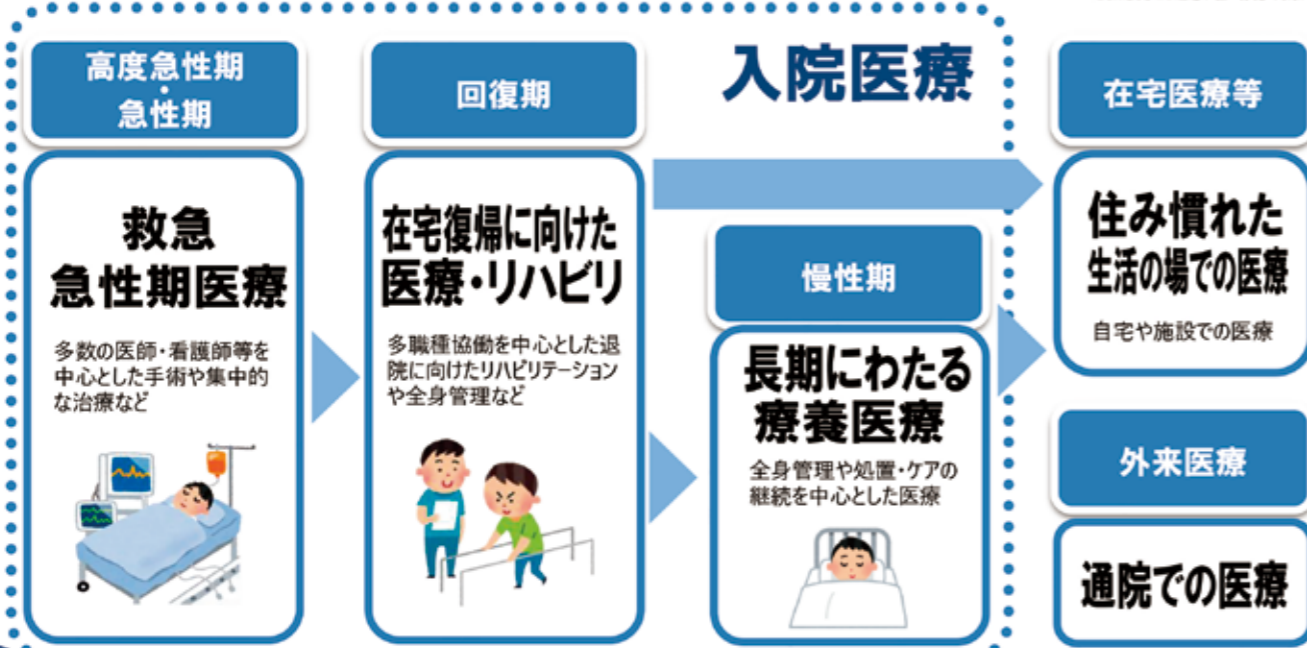 高度急性期
・
急性期
救急
急性期医療
多数の医師・看護師等を
中心とした手術や集中的
な治療など
回復期
在宅復帰に向けた
医療・リハビリ
多職種協働を中心とした退
院に向けたリハビリテーション
や全身管理など
入院医療
慢性期
長期にわたる
療養医療
全身管理や処置・ケアの
継続を中心とした医療
在宅医療等
住み慣れた
生活の場での医療
自宅や施設での医療
外来医療
通院での医療